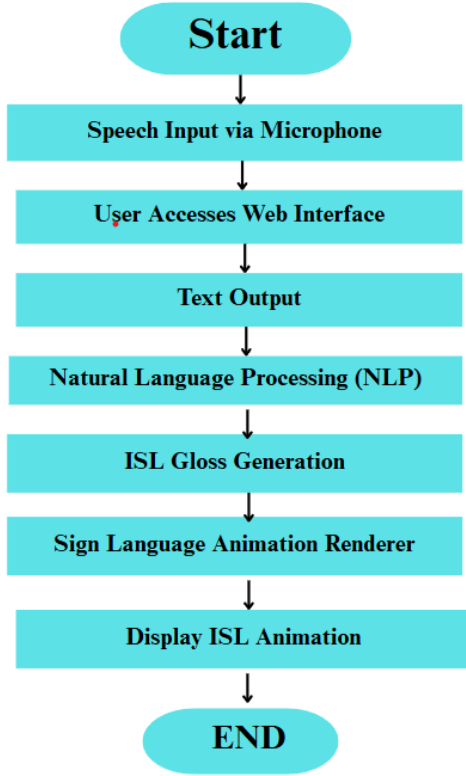 Start
Speech Input via Microphone
User Accesses Web Interface
Text Output
Natural Language Processing (NLP)
ISL Gloss Generation
Sign Language Animation Renderer
Display ISL Animation
END